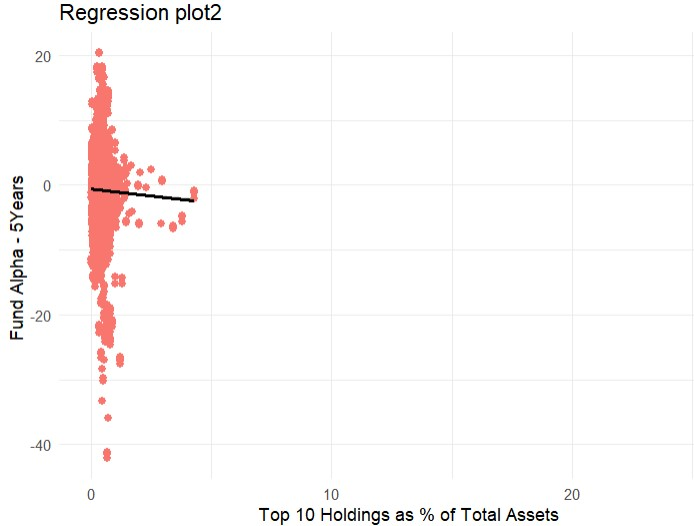 Regression plot2
20
0
-20
-40
Fund Alpha - 5Years
0 10 20
Top 10 Holdings as % of Total Assets